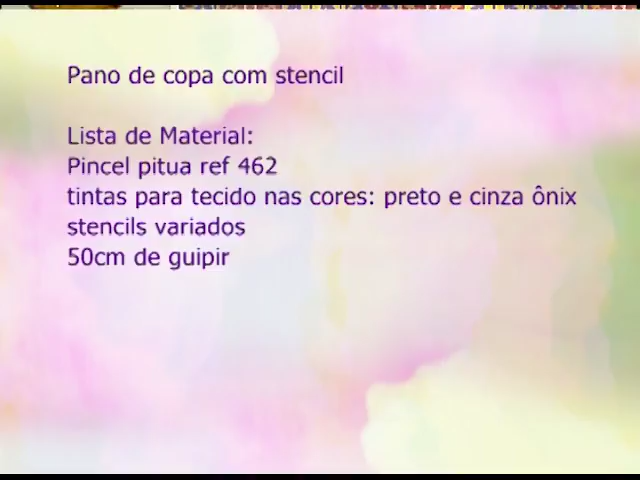 Pano de copa com stencil
Lista de Material:
Pincel pitua ref 462
tintas para tecido nas cores: preto e cinza ônix
stencils variados
50cm de guipir